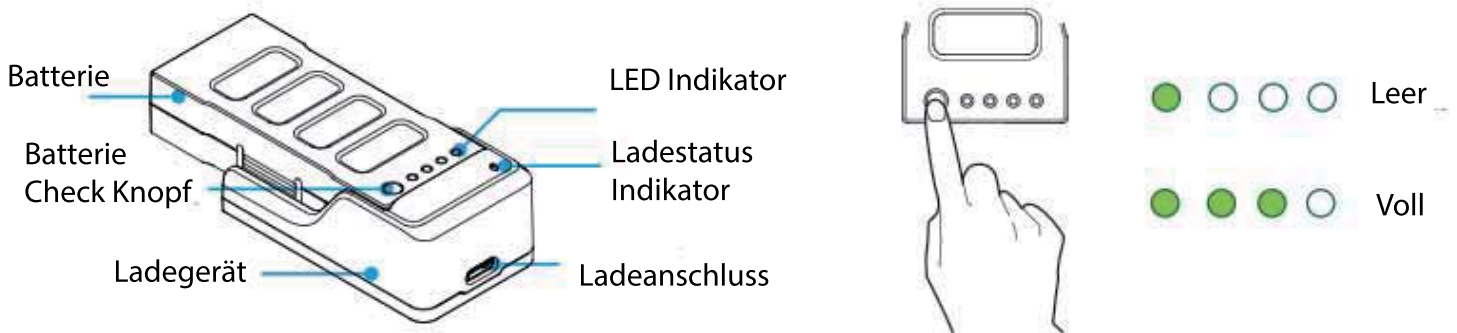 Batterie
LED Indikator
Batterie
Check Knopf
Ladestatus
Indikator
Ladegerät
Ladeanschluss
Leer
Voll